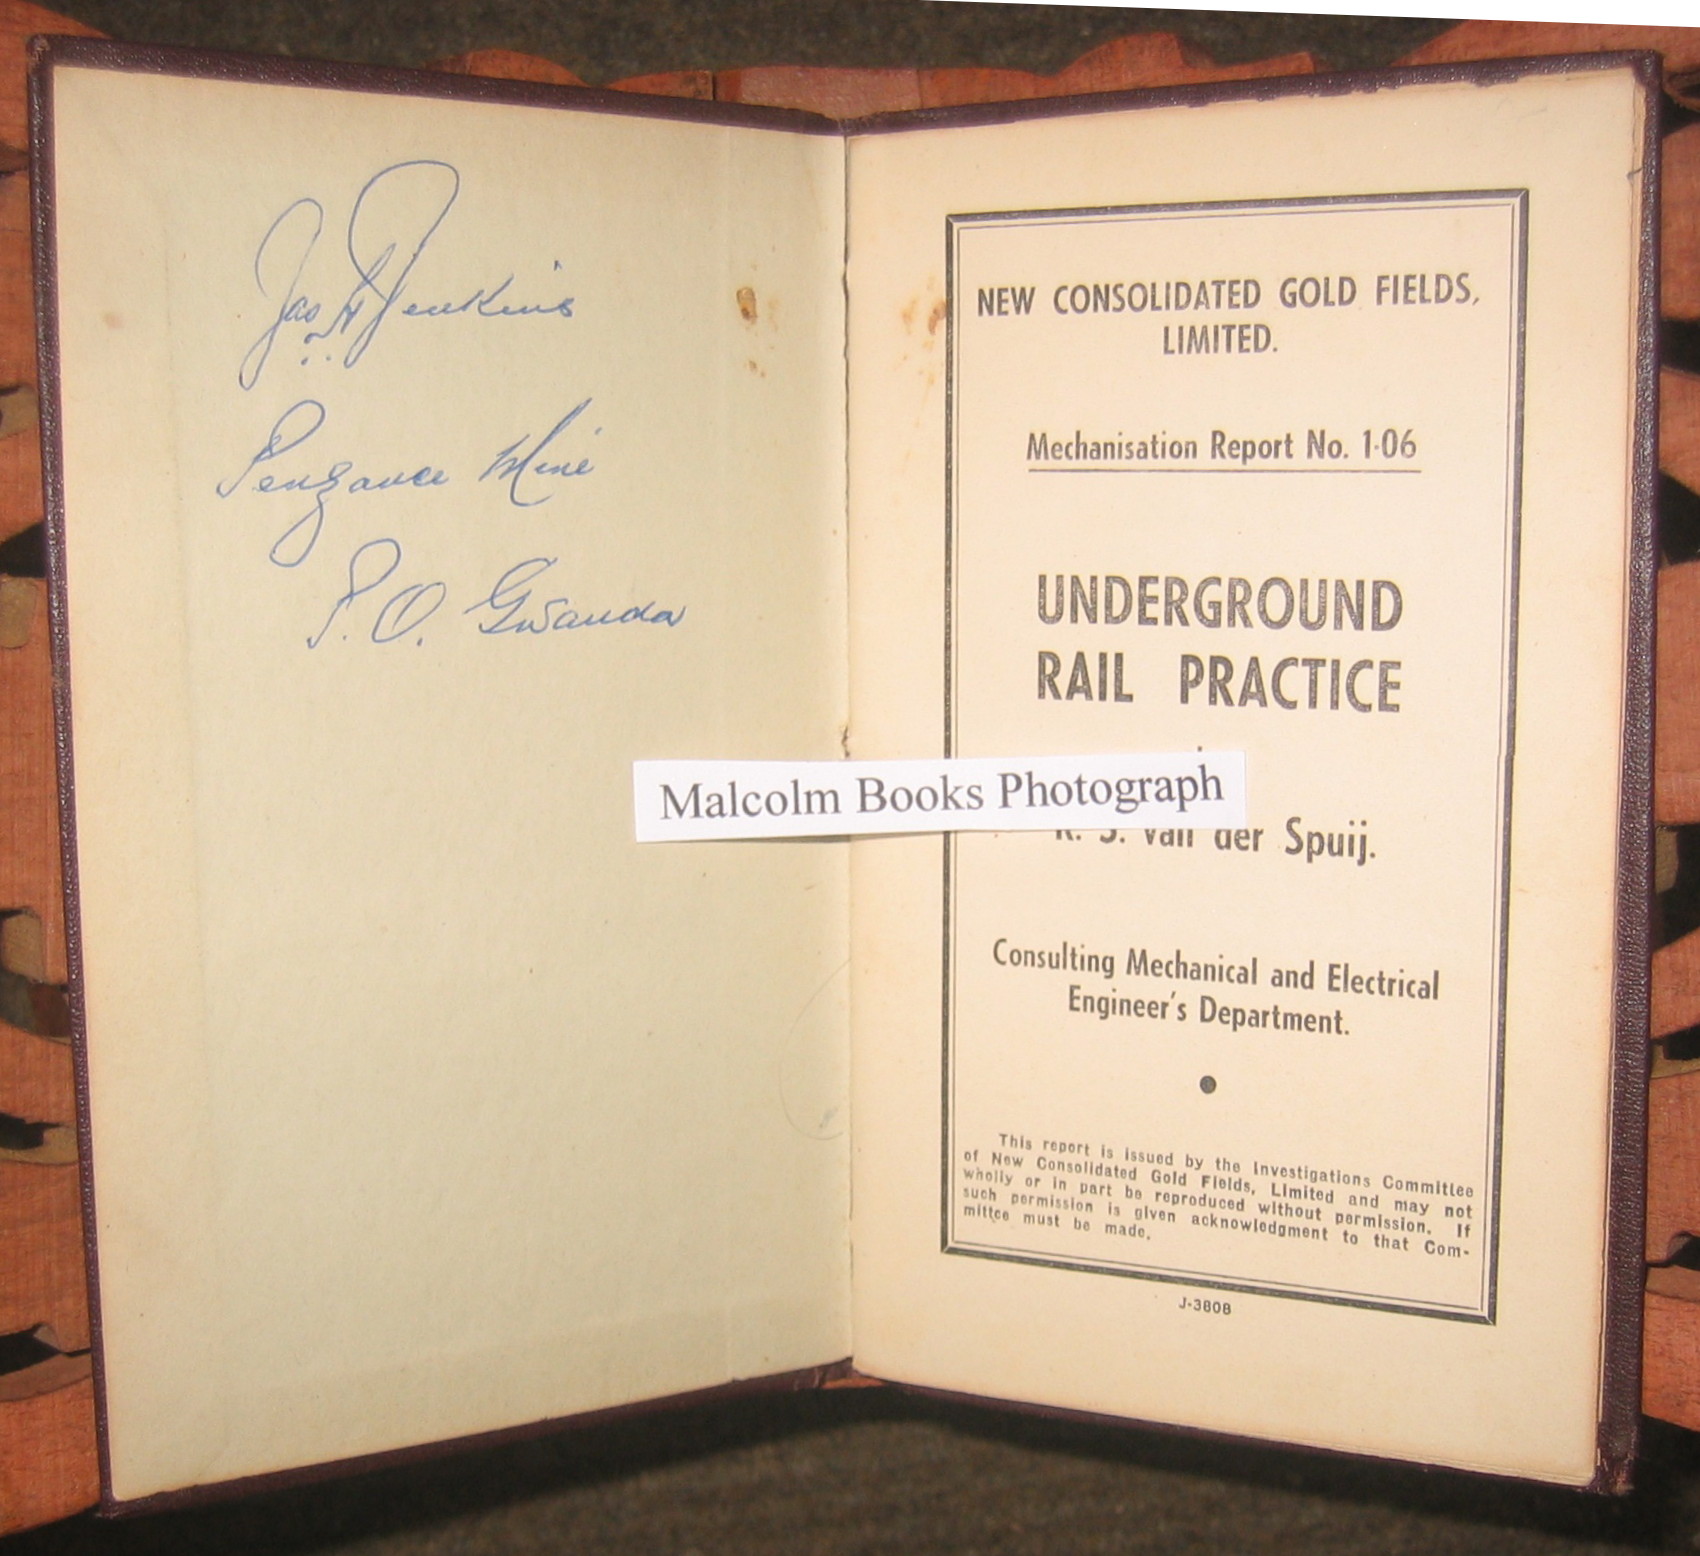 Jas H Jenkins
Penzance Mine
P.O. Gwanda
NEW CONSOLIDATED GOLD FIELDS,
LIMITED.
Mechanisation Report No. 1·06
UNDERGROUND
RAIL PRACTICE
Malcolm Books Photograph
van der Spuij.
Consulting Mechanical and Electrical
Engineer's Department.
This report is issued by the Investigations Committee
of New Consolidated Gold Fields, Limited and may not
wholly or in part be reproduced without permission. If
such permission is given acknowledgment to that Com-
mittee must be made.
J-3808